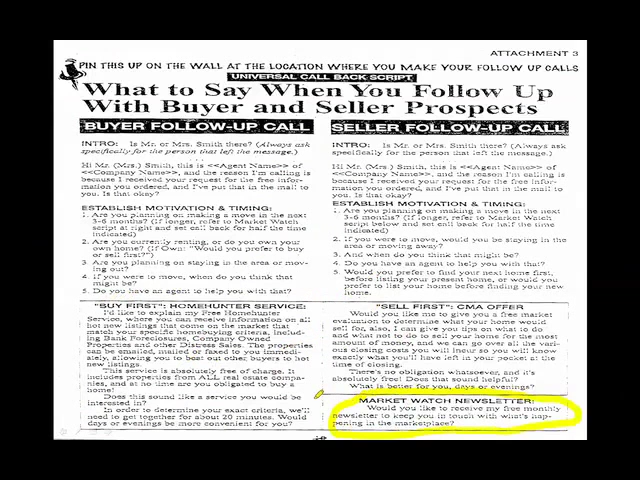 ATTACHMENT 3
PIN THIS UP ON THE WALL AT THE LOCATION WHERE YOU MAKE YOUR FOLLOW UP CALLS
UNIVERSAL CALL BACK SCRIPT
What to Say When You Follow Up
With Buyer and Seller Prospects
BUYER FOLLOW-UP CALL
INTRO: Is Mr. or Mrs. Smith there? (Always ask
specifically for the person that left the message.)
Hi Mr. (Mrs.) Smith, this is <<Agent Name>> of
<<Company Name>>, and the reason I'm calling is
because I received your request for the free infor-
mation you ordered, and I've put that in the mail to
you. Is that okay?
ESTABLISH MOTIVATION & TIMING:
1. Are you planning on making a move in the next
3-6 months? (If longer, refer to Market Watch
script at right and set call back for half the time
indicated)
2. Are you currently renting, or do you own your
own home? (If Own: "Would you prefer to buy
or sell first?")
3. Are you planning on staying in the area or mov-
ing out?
4. If you were to move, when do you think that
might be?
5. Do you have an agent to help you with that?
"BUY FIRST": HOMEHUNTER SERVICE:
I'd like to explain my Free Homehunter
Service, where you can receive information on all
hot new listings that come on the market that
match your specific homebuying criteria, includ-
ing Bank Foreclosures, Company Owned
Properties and other Distress Sales. The properties
can be emailed, mailed or faxed to you immedi-
ately, allowing you to beat out other buyers to hot
new listings.
This service is absolutely free of charge. It
includes properties from ALL real estate compa-
nies, and at no time are you obligated to buy a
home!
Does this sound like a service you would be
interested in?
In order to determine your exact criteria, we'll
need to get together for about 20 minutes. Would
days or evenings be more convenient for you?
SELLER FOLLOW-UP CALL
INTRO: Is Mr. or Mrs. Smith there? (Always ask
specifically for the person that left the message.)
Hi Mr. (Mrs.) Smith, this is <<Agent Name>> of
<<Company Name>>, and the reason I'm calling is
because I received your request for the free infor-
mation you ordered, and I've put that in the mail to
you. Is that okay?
ESTABLISH MOTIVATION & TIMING:
1. Are you planning on making a move in the next
3-6 months? (If longer, refer to Market Watch
script below and set call back for half the time
indicated)
2. If you were to move, would you be staying in the
area or moving away?
3. And when do you think that might be?
4. Do you have an agent to help you with that?
5. Would you prefer to find your next home first,
before listing your present home, or would you
prefer to list your home before finding your new
home.
"SELL FIRST": CMA OFFER
Would you like me to give you a free market
evaluation to determine what your home would
sell for, also, I can give you tips on what to do
and what not to do to sell your home for the most
amount of money, and we can go over all the vari-
ous closing costs you will incur so you will know
exactly what you'll have left in your pocket at the
time of closing.
There's no obligation whatsoever, and it's
absolutely free! Does that sound helpful?
What is better for you, days or evenings?
MARKET WATCH NEWSLETTER:
Would you like to receive my free monthly
newsletter to keep you in touch with what's hap-
pening in the marketplace?